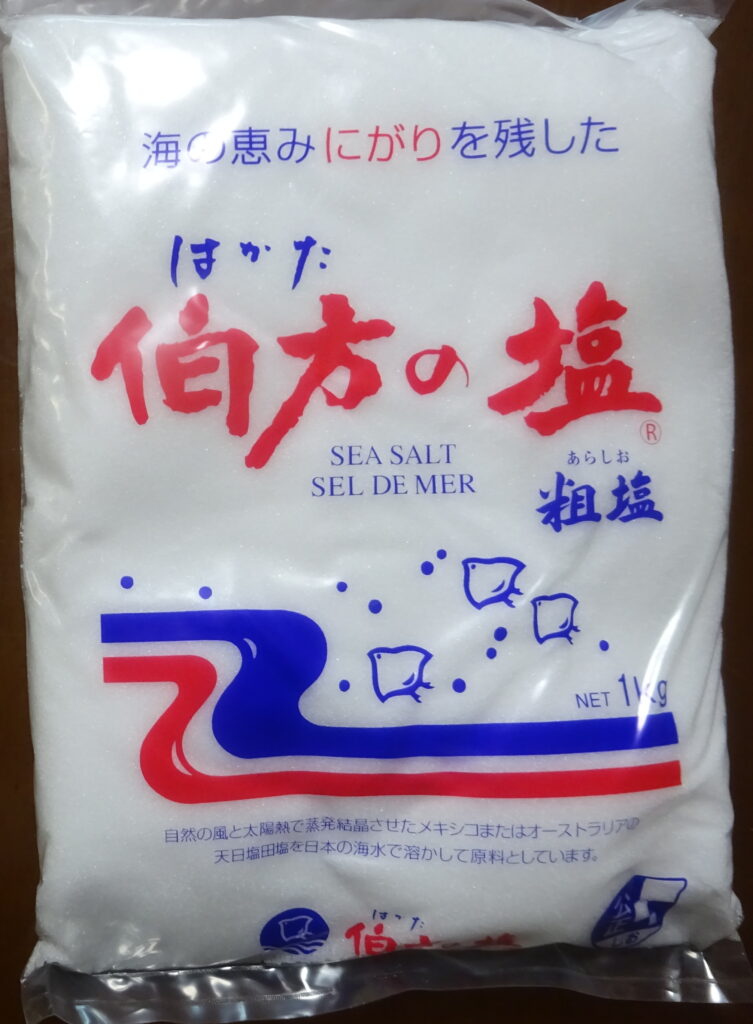 海の恵みにがりを残した
はかた
伯方の塩
®
SEA SALT
SEL DE MER
あらしお
粗塩
NET 1kg
自然の風と太陽熱で蒸発結晶させたメキシコまたはオーストラリアの
天日塩田塩を日本の海水で溶かして原料としています。
はかた
伯方の塩